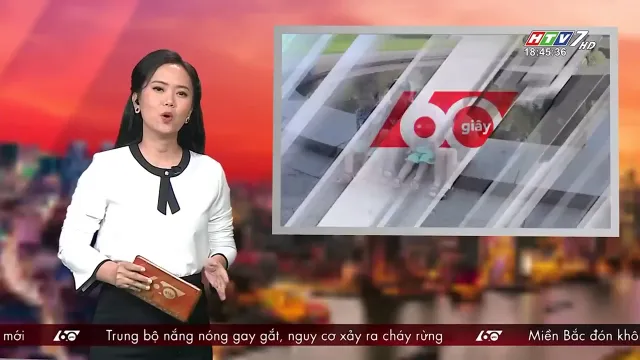 HTV7 HD
18:45:36
60 giây
mới 60 Trung bộ nắng nóng gay gắt, nguy cơ xảy ra cháy rừng 60 Miền Bắc đón khô